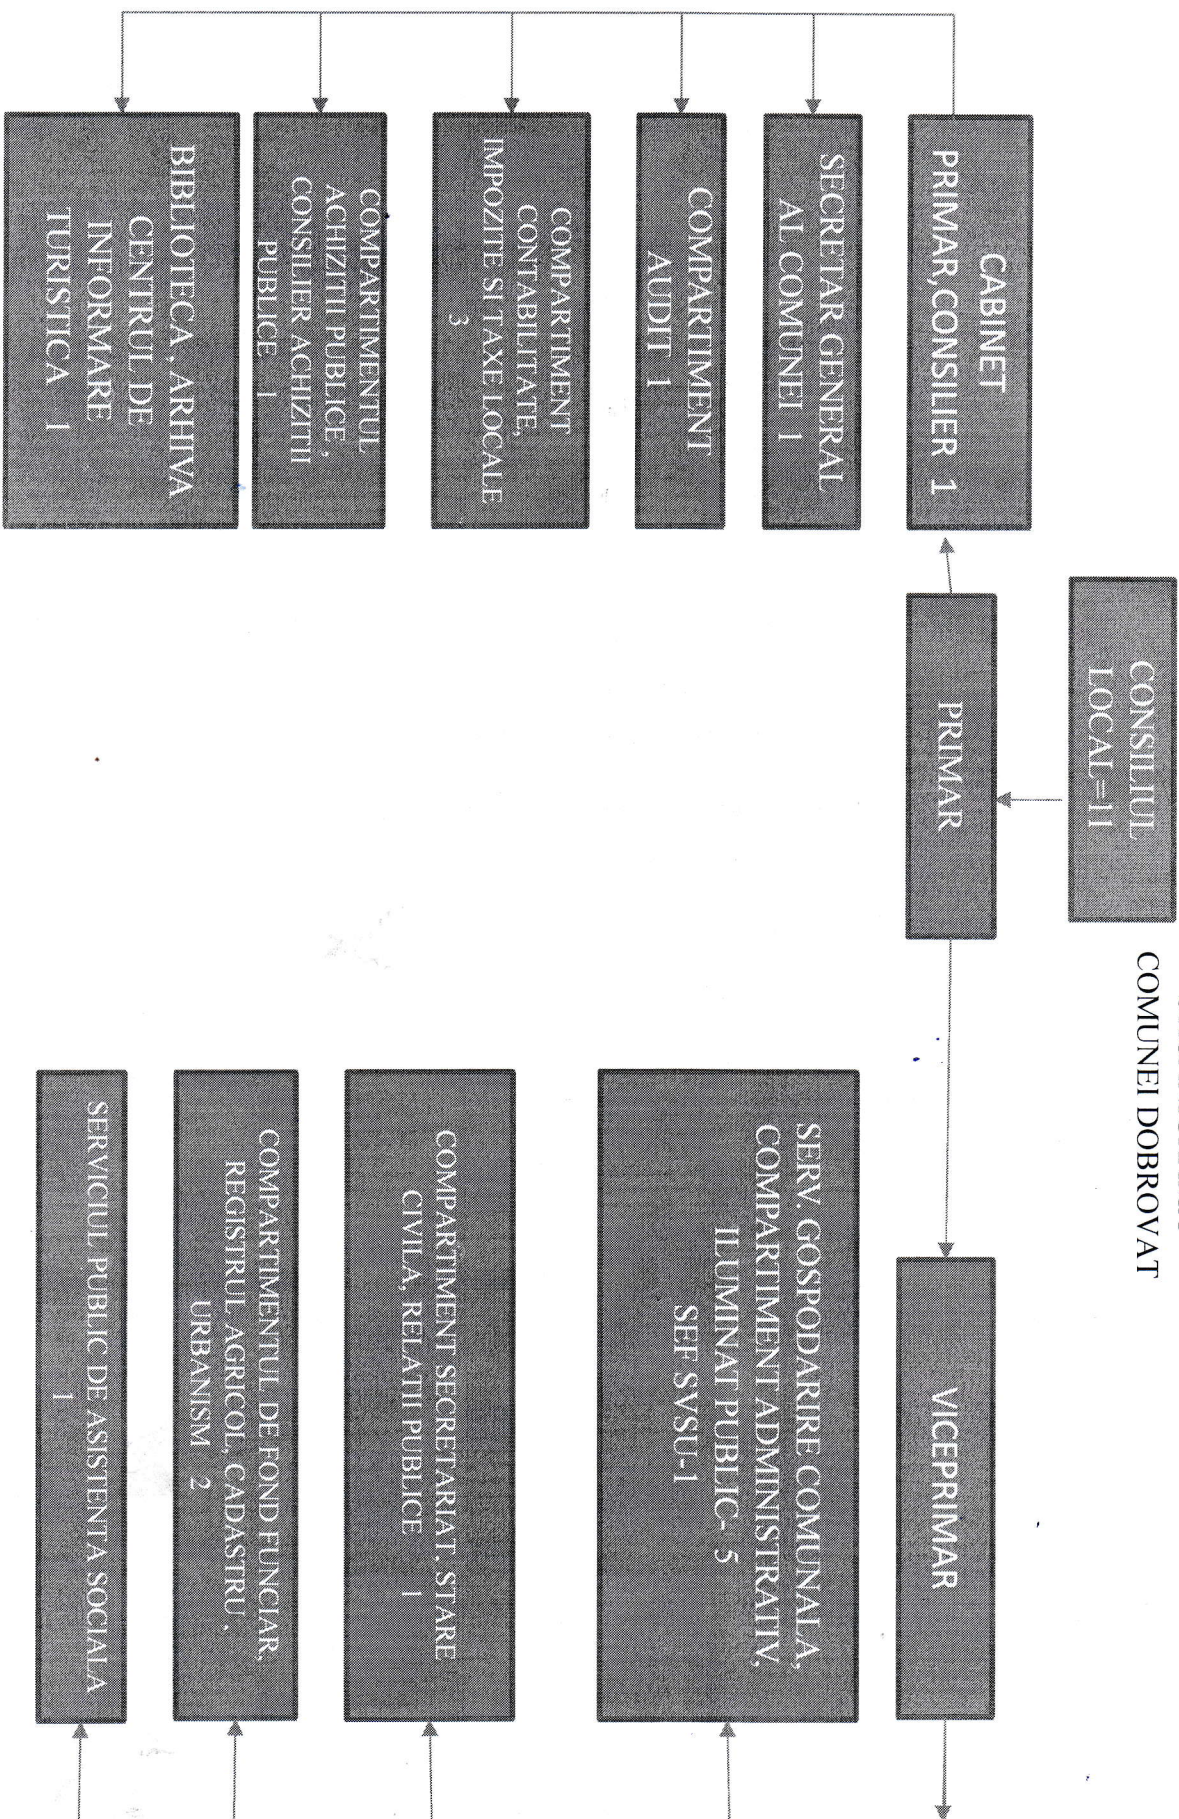 COMUNEI DOBROVAT
CONSILIUL
LOCAL=11
PRIMAR
VICEPRIMAR
CABINET
PRIMAR,CONSILIER 1
SECRETAR GENERAL
AL COMUNEI 1
COMPARTIMENT
AUDIT 1
COMPARTIMENT
CONTABILITATE,
IMPOZITE SI TAXE LOCALE
3
COMPARTIMENTUL
ACHIZITII PUBLICE,
CONSILIER ACHIZITII
PUBLICE 1
BIBLIOTECA , ARHIVA
CENTRUL DE
INFORMARE
TURISTICA 1
SERV. GOSPODARIRE COMUNALA,
COMPARTIMENT ADMINISTRATIV,
ILUMINAT PUBLIC- 5
SEF SVSU-1
COMPARTIMENT SECRETARIAT, STARE
CIVILA, RELATII PUBLICE
1
COMPARTIMENTUL DE FOND FUNCIAR,
REGISTRUL AGRICOL, CADASTRU ,
URBANISM 2
SERVICIUL PUBLIC DE ASISTENTA SOCIALA
1